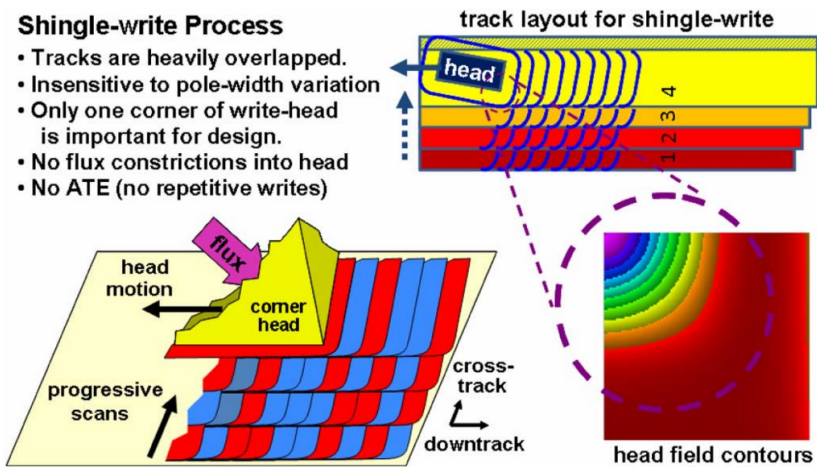 Shingle-write Process
• Tracks are heavily overlapped.
• Insensitive to pole-width variation
• Only one corner of write-head
is important for design.
• No flux constrictions into head
• No ATE (no repetitive writes)
track layout for shingle-write
head
4
3
2
1
flux
head
motion
corner
head
progressive
scans
cross-
track
downtrack
head field contours